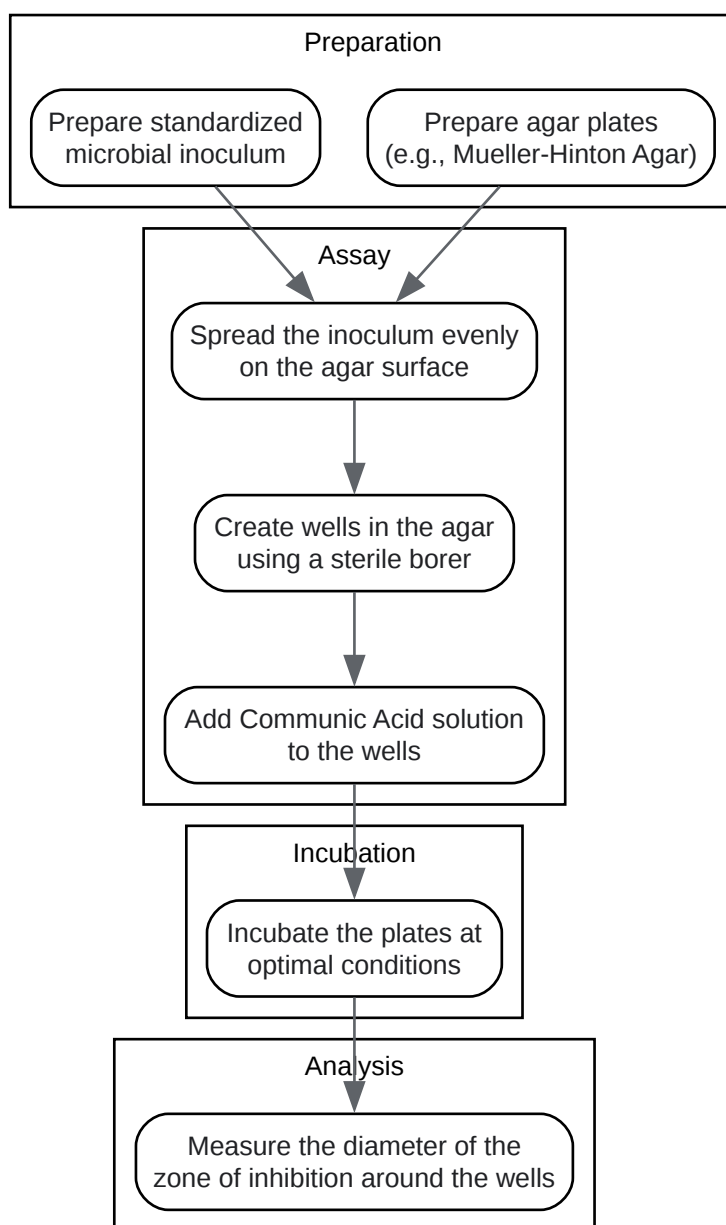 Preparation
Prepare standardized
microbial inoculum
Prepare agar plates
(e.g., Mueller-Hinton Agar)
Assay
Spread the inoculum evenly
on the agar surface
Create wells in the agar
using a sterile borer
Add Communic Acid solution
to the wells
Incubation
Incubate the plates at
optimal conditions
Analysis
Measure the diameter of the
zone of inhibition around the wells